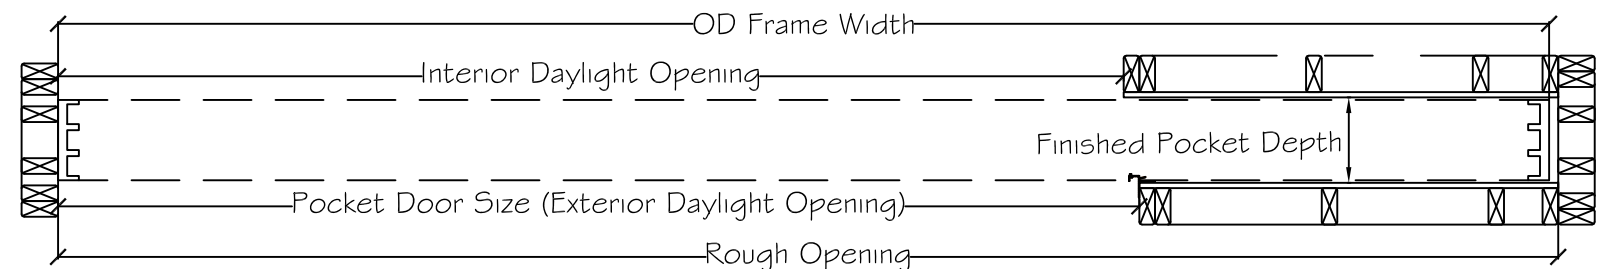 OD Frame Width
Interior Daylight Opening
Finished Pocket Depth
Pocket Door Size (Exterior Daylight Opening)
Rough Opening